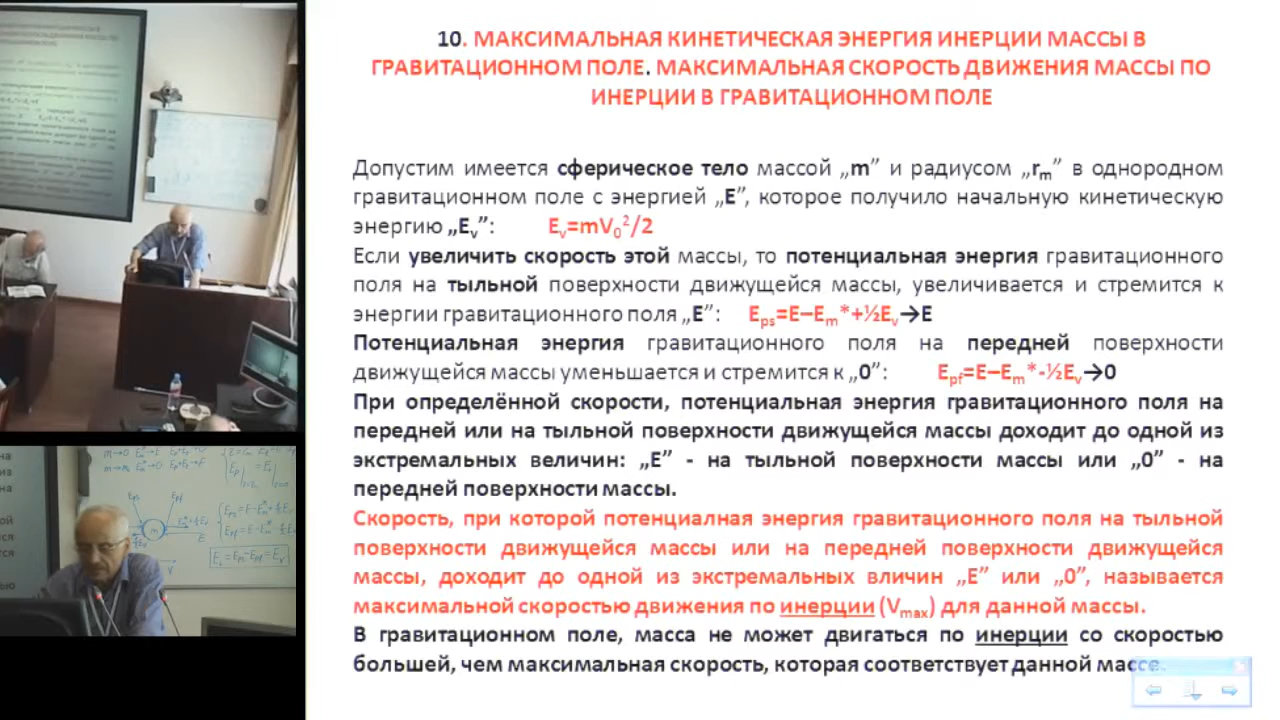 10. МАКСИМАЛЬНАЯ КИНЕТИЧЕСКАЯ ЭНЕРГИЯ ИНЕРЦИИ МАССЫ В
ГРАВИТАЦИОННОМ ПОЛЕ. МАКСИМАЛЬНАЯ СКОРОСТЬ ДВИЖЕНИЯ МАССЫ ПО
ИНЕРЦИИ В ГРАВИТАЦИОННОМ ПОЛЕ
Допустим имеется сферическое тело массой „m” и радиусом „rₘ” в однородном
гравитационном поле с энергией „E”, которое получило начальную кинетическую
энергию „Eᵥ”: Eᵥ=mV₀²/2
Если увеличить скорость этой массы, то потенциальная энергия гравитационного
поля на тыльной поверхности движущейся массы, увеличивается и стремится к
энергии гравитационного поля „E”: Eₚₛ=E–Eₘ*+½Eᵥ→E
Потенциальная энергия гравитационного поля на передней поверхности
движущейся массы уменьшается и стремится к „0”: Epf=E–Eₘ*-½Eᵥ→0
При определённой скорости, потенциальная энергия гравитационного поля на
передней или на тыльной поверхности движущейся массы доходит до одной из
экстремальных величин: „E” - на тыльной поверхности массы или „0” - на
передней поверхности массы.
Скорость, при которой потенциалная энергия гравитационного поля на тыльной
поверхности движущейся массы или на передней поверхности движущейся
массы, доходит до одной из экстремальных вличин „E” или „0”, называется
максимальной скоростью движения по инерции (Vₘₐₓ) для данной массы.
В гравитационном поле, масса не может двигаться по инерции со скоростью
большей, чем максимальная скорость, которая соответствует данной массе.